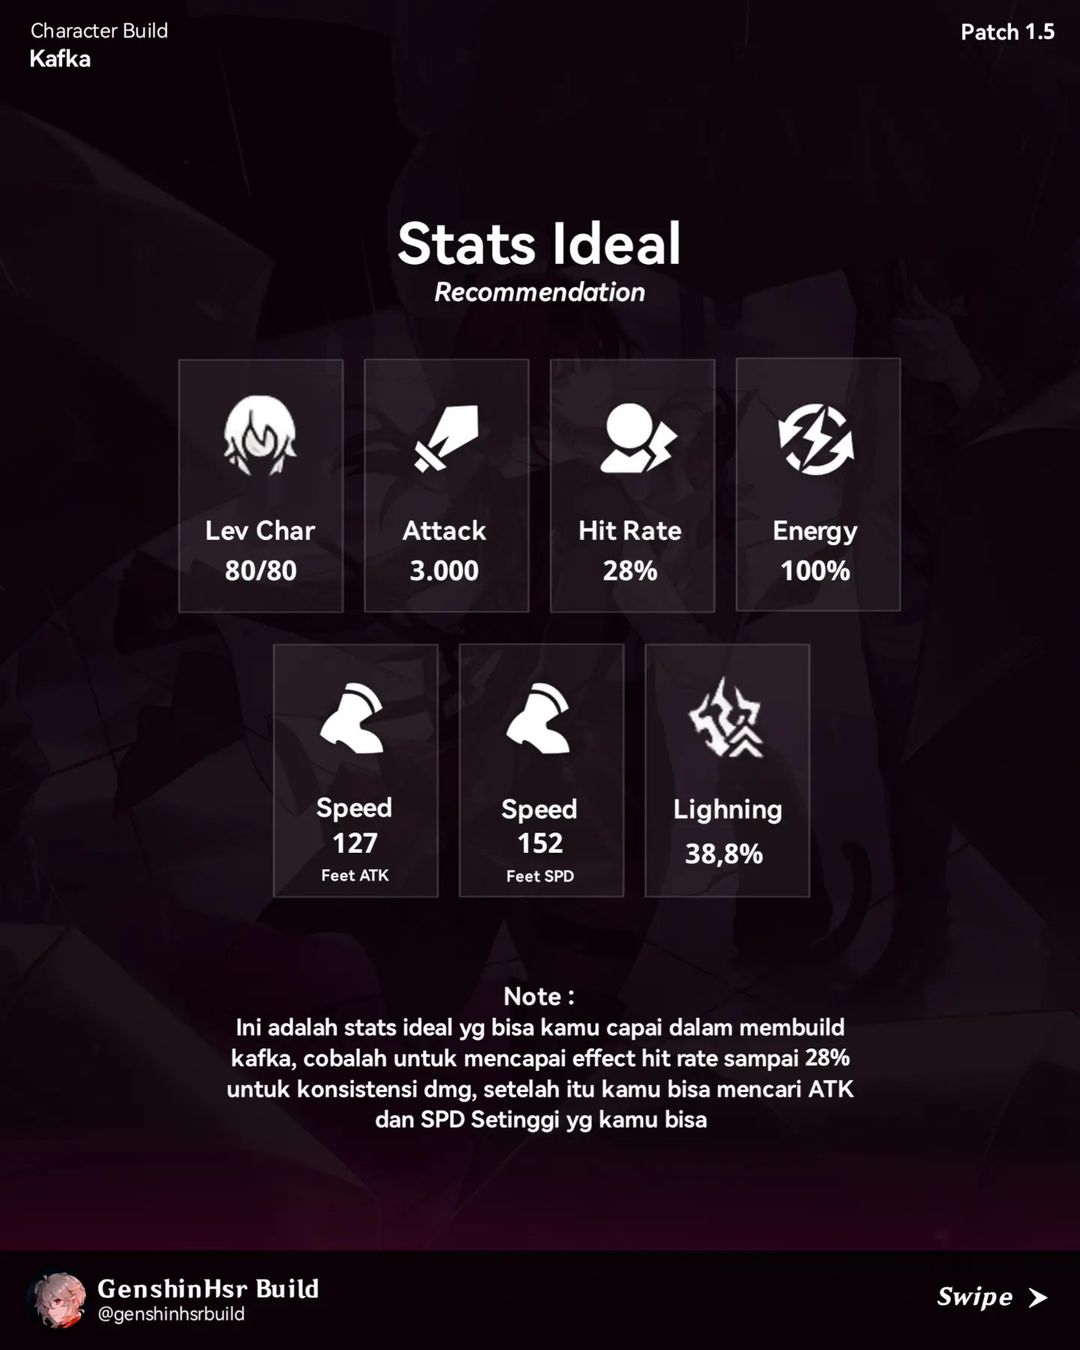 Character Build
Kafka
Patch 1.5
Stats Ideal
Recommendation
Lev Char
80/80
Attack
3.000
Hit Rate
28%
Energy
100%
Speed
127
Feet ATK
Speed
152
Feet SPD
Lighning
38,8%
Note :
Ini adalah stats ideal yg bisa kamu capai dalam membuild
kafka, cobalah untuk mencapai effect hit rate sampai 28%
untuk konsistensi dmg, setelah itu kamu bisa mencari ATK
dan SPD Setinggi yg kamu bisa
GenshinHsr Build
@genshinhsrbuild
Swipe